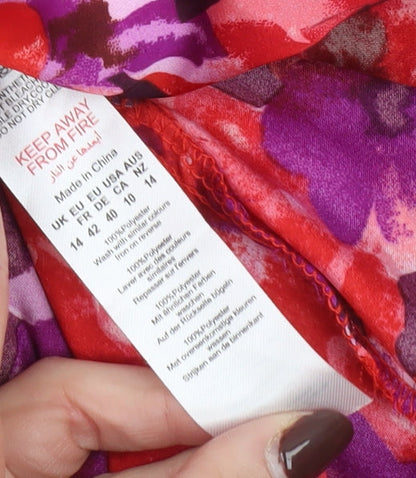 DO NOT DRY
KEEP AWAY
FROM FIRE
أبعدها عن النار
Made in China
UK EU EU USA AUS
FR DE CA NZ
14 42 40 10 14
100%Polyester
Wash with similar colours
Iron on reverse
100%Polyester
Laver avec des couleurs
similaires
Repasser sur l'envers
100%Polyester
Mit ähnlichen Farben
waschen
Auf der Rückseite bügeln
100%Polyester
Met overeenkomstige kleuren
wassen
Strijken aan de binnenkant